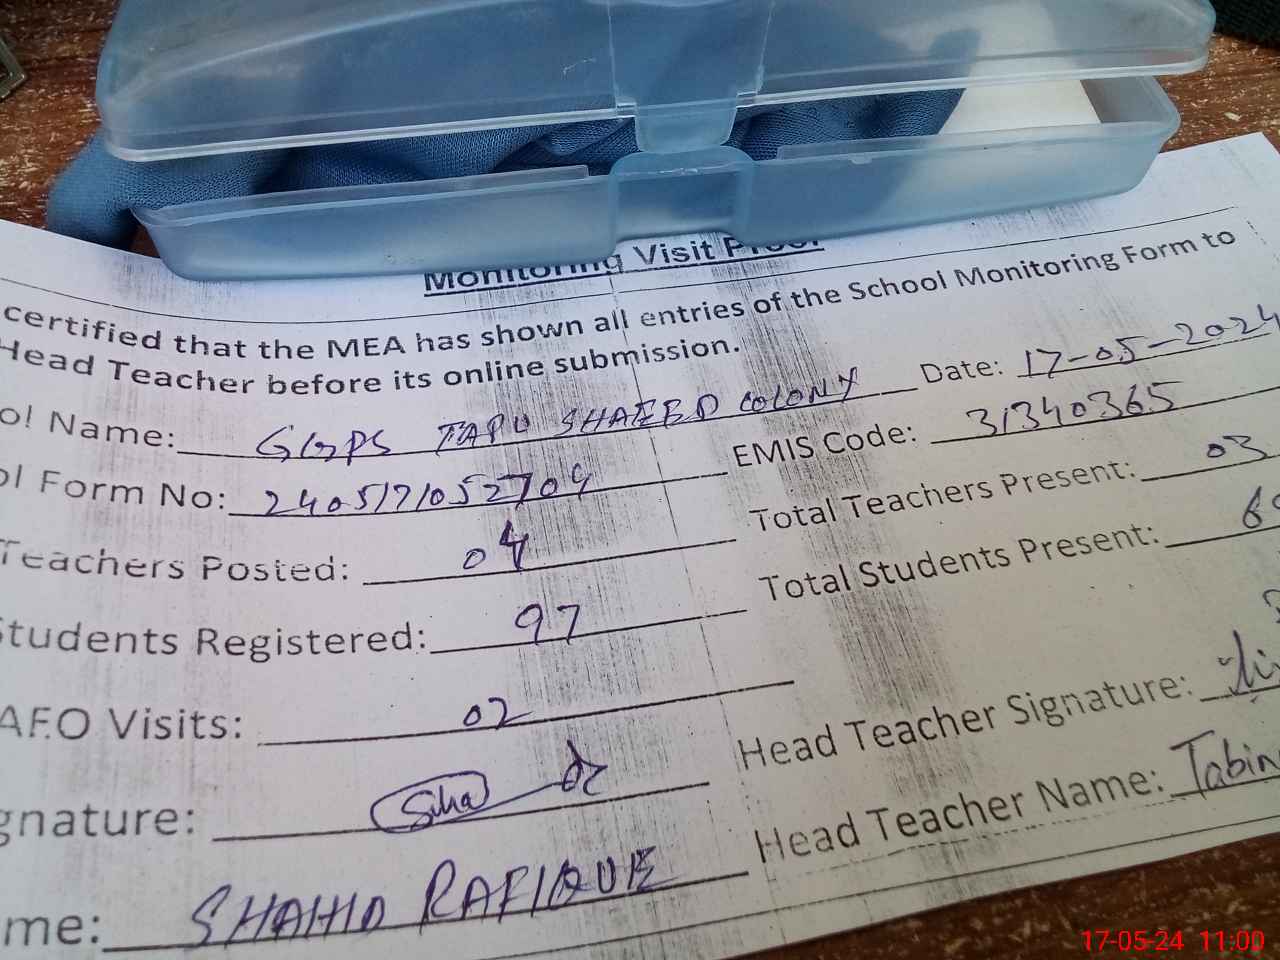 Monitoring Visit Proof
certified that the MEA has shown all entries of the School Monitoring Form to
Head Teacher before its online submission.
ol Name: GGPS TAPU SHAEED COLONY Date: 17-05-2024
ol Form No: 2405171052704 EMIS Code: 31340365
Teachers Posted: 04 Total Teachers Present: 03
Students Registered: 97 Total Students Present: 6
AEO Visits: 02
gnature: Head Teacher Signature:
me: SHAHID RAFIQUE Head Teacher Name: Tabin
17-05-24 11:00